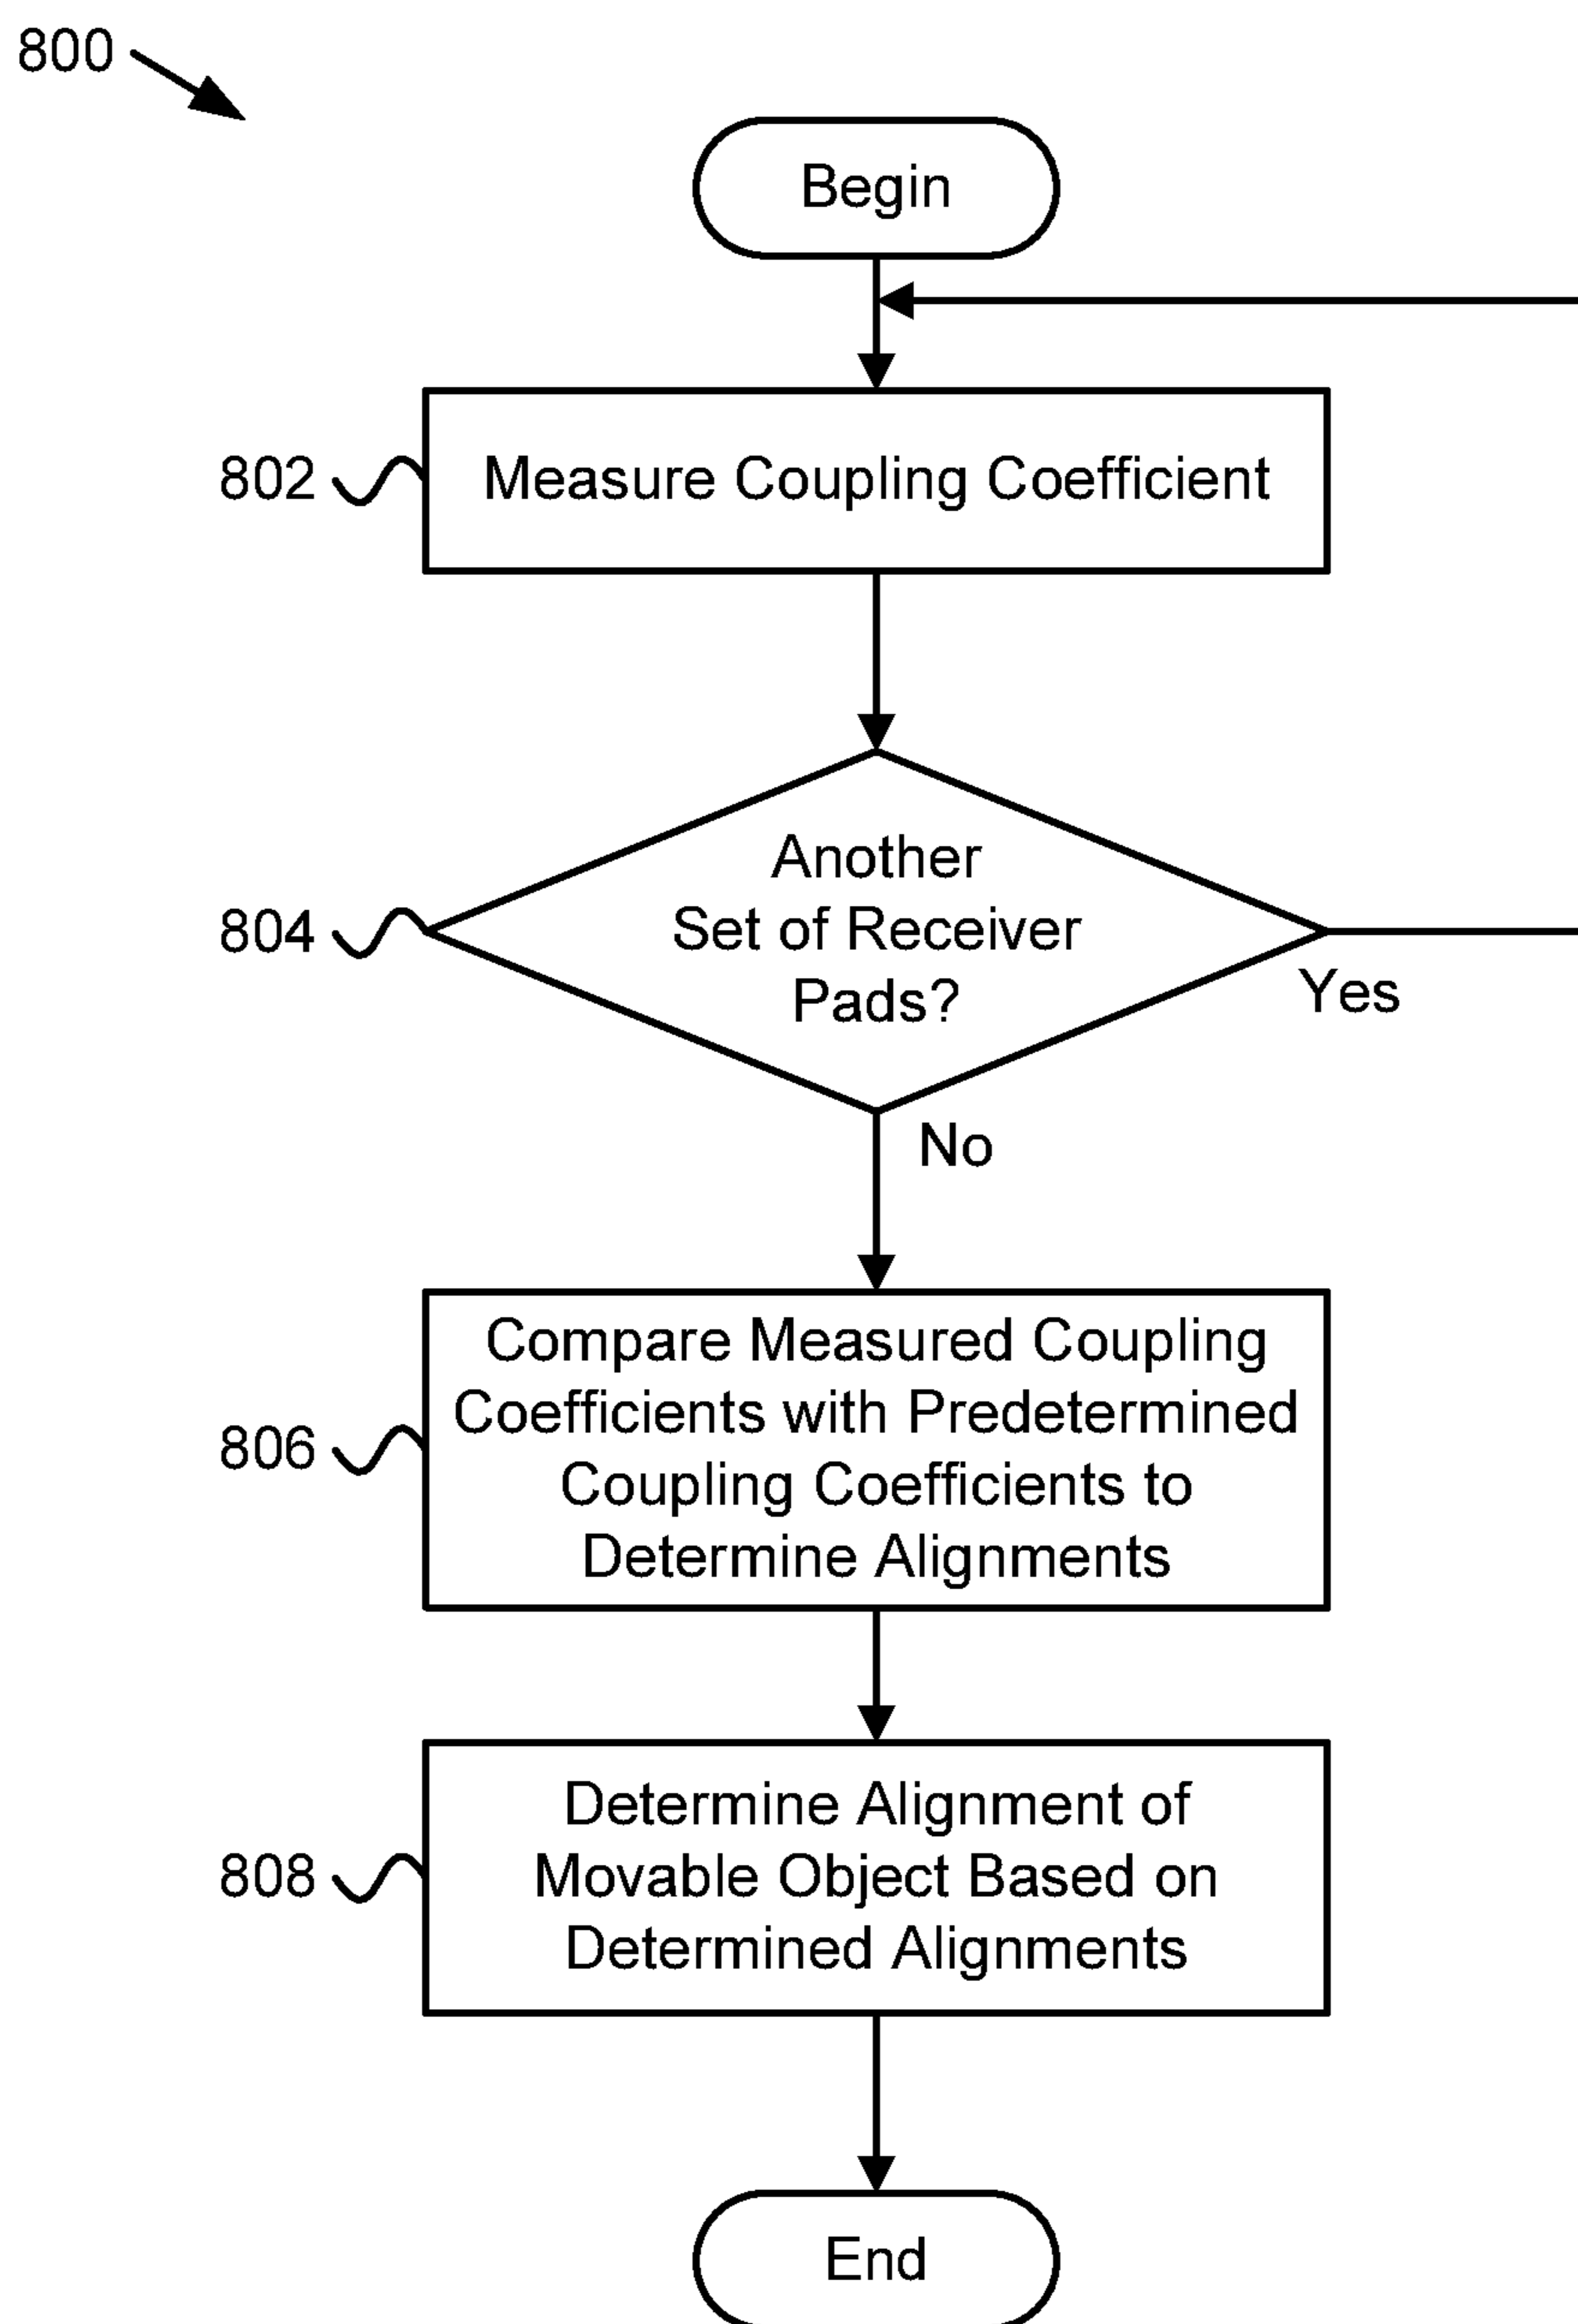 800
Begin
802
Measure Coupling Coefficient
804
Another
Set of Receiver
Pads?
Yes
No
806
Compare Measured Coupling
Coefficients with Predetermined
Coupling Coefficients to
Determine Alignments
808
Determine Alignment of
Movable Object Based on
Determined Alignments
End